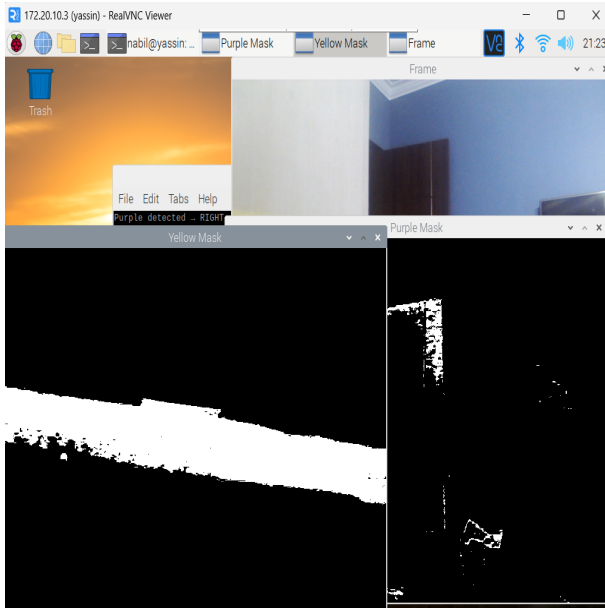 172.20.10.3 (yassin) - RealVNC Viewer
nabil@yassin: ...
Purple Mask
Yellow Mask
Frame
V2
21:23
Trash
Frame
File Edit Tabs Help
Purple detected → RIGHT
Purple Mask
Yellow Mask